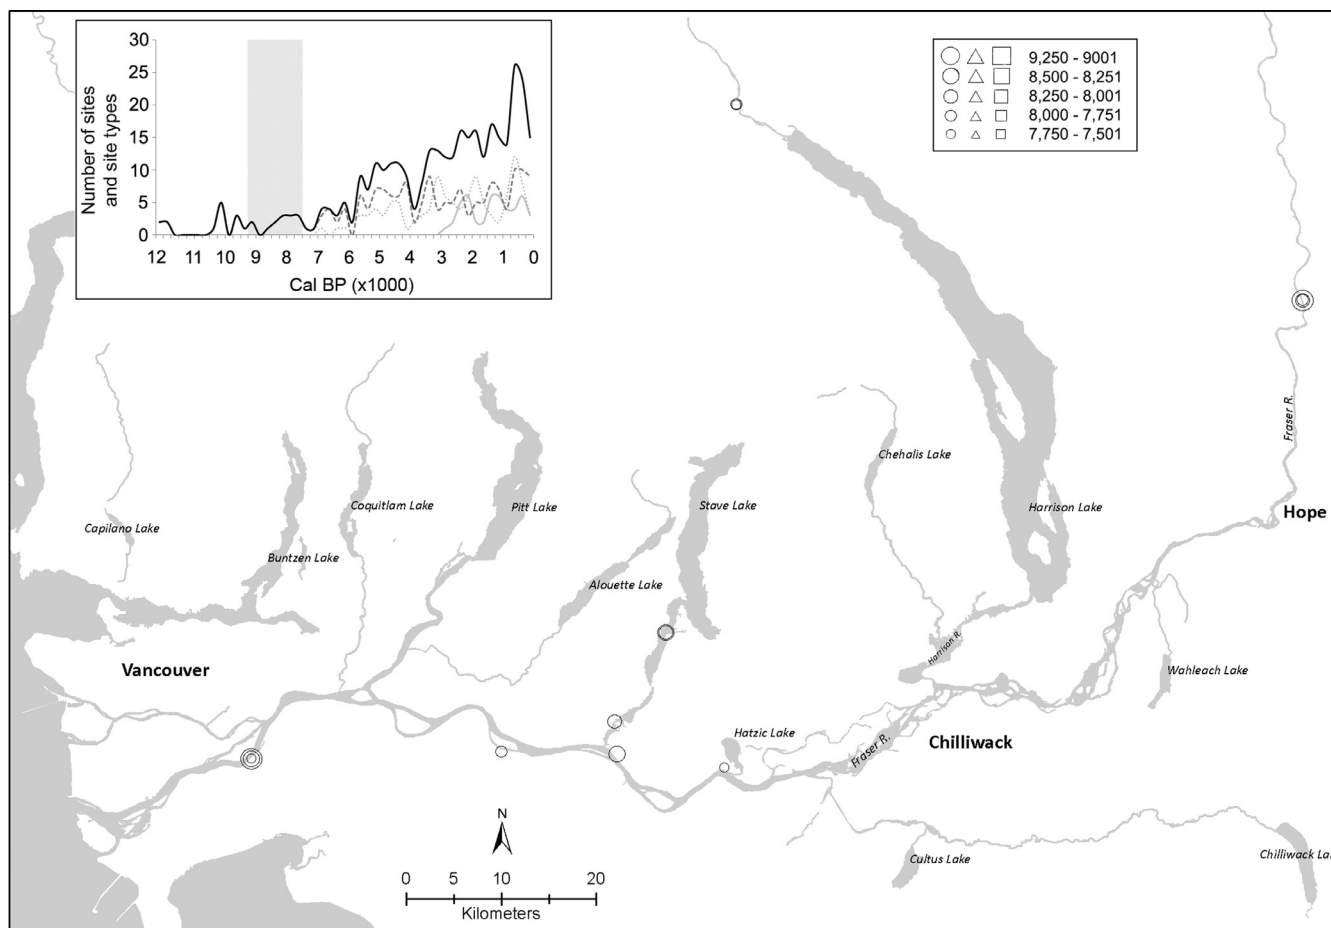 30
25
20
15
10
5
0
Number of sites
and site types
12 11 10 9 8 7 6 5 4 3 2 1 0
Cal BP (x1000)
9,250 - 9001
8,500 - 8,251
8,250 - 8,001
8,000 - 7,751
7,750 - 7,501
Fraser R.
Chehalis Lake
Capilano Lake
Buntzen Lake
Coquitlam Lake
Pitt Lake
Stave Lake
Harrison Lake
Hope
Alouette Lake
Harrison R.
Vancouver
Wahleach Lake
Hatzic Lake
Fraser R.
Chilliwack
N
Cultus Lake
Chilliwack La
0 5 10 20
Kilometers